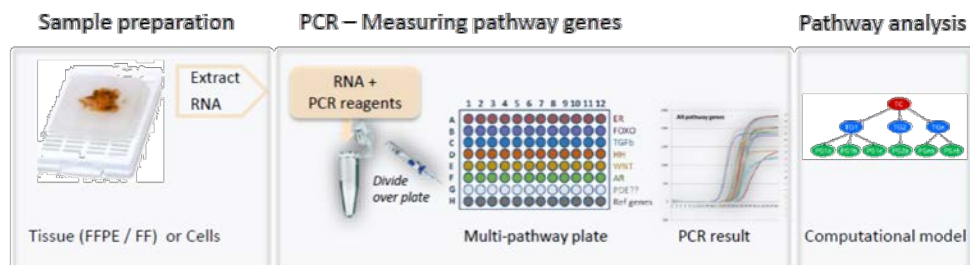 Sample preparation
PCR – Measuring pathway genes
Pathway analysis
Extract
RNA
RNA +
PCR reagents
Divide
over plate
1 2 3 4 5 6 7 8 9 10 11 12
A ER
B FOXO
C TGFb
D HH
E WNT
F AR
G PDE??
H Ref genes
All pathway genes
TC
TG1 TG2
Tissue (FFPE / FF) or Cells
Multi-pathway plate
PCR result
Computational model